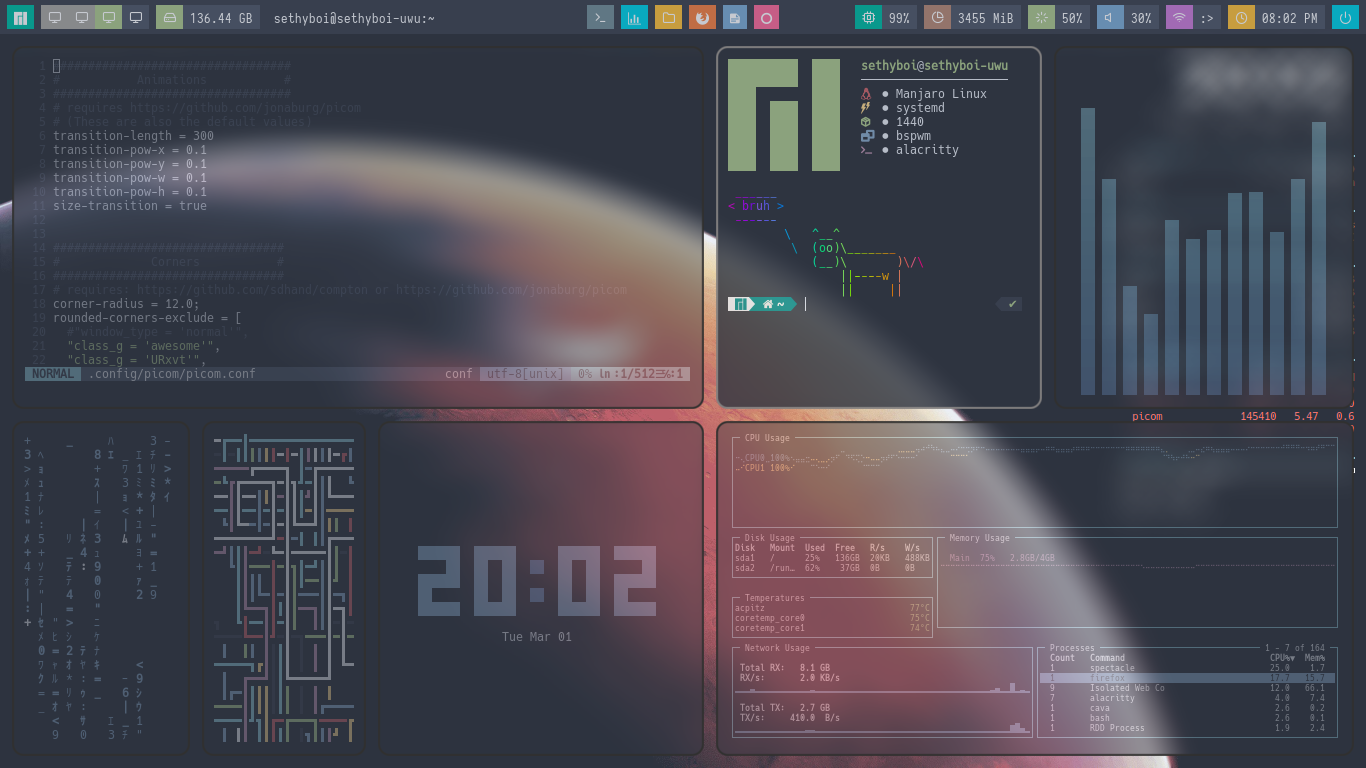 136.44 GB
sethyboi@sethyboi-uwu:~
99%
3455 MiB
50%
30%
:>
08:02 PM
1 ##################################
2 # Animations #
3 ##################################
4 # requires https://github.com/jonaburg/picom
5 # (These are also the default values)
6 transition-length = 300
7 transition-pow-x = 0.1
8 transition-pow-y = 0.1
9 transition-pow-w = 0.1
10 transition-pow-h = 0.1
11 size-transition = true
12
13
14 #################################
15 # Corners #
16 #################################
17 # requires: https://github.com/sdhand/compton or https://github.com/jonaburg/picom
18 corner-radius = 12.0;
19 rounded-corners-exclude = [
20 #"window_type = 'normal'",
21 "class_g = 'awesome'",
22 "class_g = 'URxvt'",
NORMAL .config/picom/picom.conf conf utf-8[unix] 0% ln :1/512
sethyboi@sethyboi-uwu
● Manjaro Linux
● systemd
● 1440
● bspwm
● alacritty
______
< bruh >
------
\ ^__^
\ (oo)\_______
(__)\ )\/\
||----w |
|| ||
~
✔
picom 145410 5.47 0.6
20:02
Tue Mar 01
CPU Usage
CPU0 100%
CPU1 100%
Disk Usage
Disk Mount Used Free R/s W/s
sda1 / 25% 136GB 20KB 488KB
sda2 /run… 62% 37GB 0B 0B
Memory Usage
Main 75% 2.8GB/4GB
Temperatures
acpitz 77°C
coretemp_core0 75°C
coretemp_core1 74°C
Network Usage
Total RX: 8.1 GB
RX/s: 2.0 KB/s
Total TX: 2.7 GB
TX/s: 410.0 B/s
Processes 1 - 7 of 164
Count Command CPU%▼ Mem%
1 spectacle 25.0 1.7
1 firefox 17.7 15.7
9 Isolated Web Co 12.0 66.1
7 alacritty 4.0 7.4
1 cava 2.6 0.2
1 bash 2.6 0.1
1 RDD Process 1.9 2.4